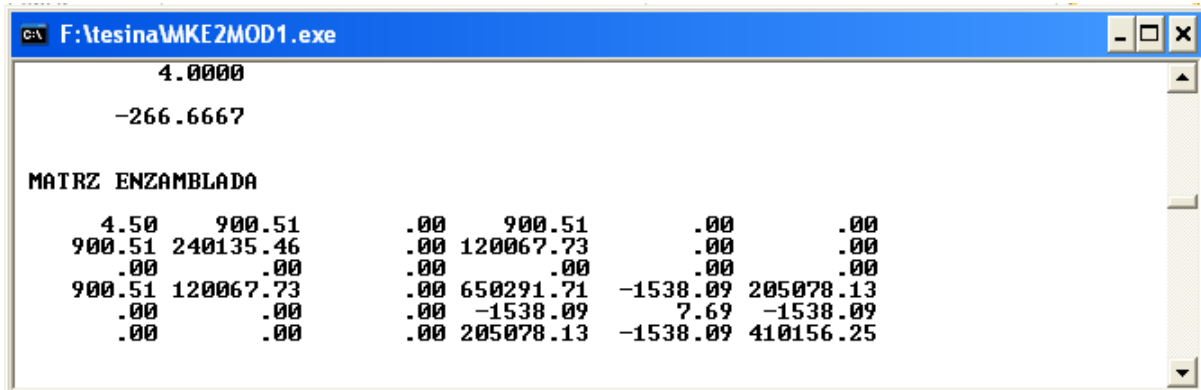 F:\tesina\MKE2MOD1.exe
4.0000
-266.6667
MATRZ ENZAMBLADA
4.50 900.51 .00 900.51 .00 .00
900.51 240135.46 .00 120067.73 .00 .00
.00 .00 .00 .00 .00 .00
900.51 120067.73 .00 650291.71 -1538.09 205078.13
.00 .00 .00 -1538.09 7.69 -1538.09
.00 .00 .00 205078.13 -1538.09 410156.25